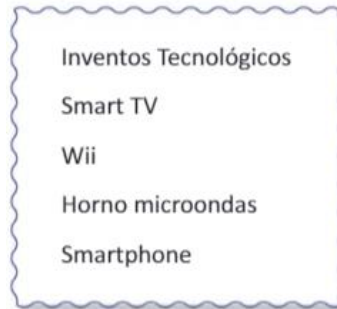 Inventos Tecnológicos
Smart TV
Wii
Horno microondas
Smartphone